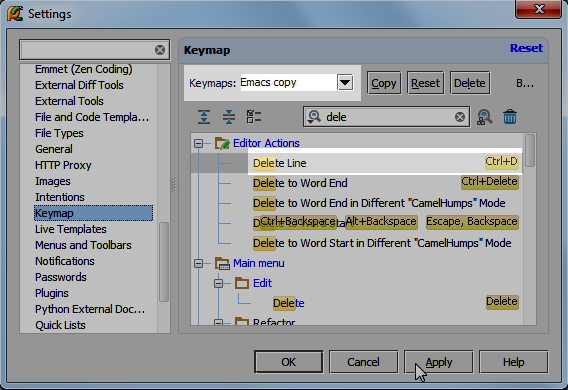 Settings
Emmet (Zen Coding)
External Diff Tools
External Tools
File and Code Templa...
File Types
General
HTTP Proxy
Images
Intentions
Keymap
Live Templates
Menus and Toolbars
Notifications
Passwords
Plugins
Python External Doc...
Quick Lists
Keymap
Reset
Keymaps: Emacs copy
Copy
Reset
Delete
B...
dele
Editor Actions
Delete Line Ctrl+D
Delete to Word End Ctrl+Delete
Delete to Word End in Different "CamelHumps" Mode
Ctrl+Backspace Alt+Backspace Escape, Backspace
Delete to Word Start in Different "CamelHumps" Mode
Main menu
Edit
Delete Delete
Refactor
OK
Cancel
Apply
Help